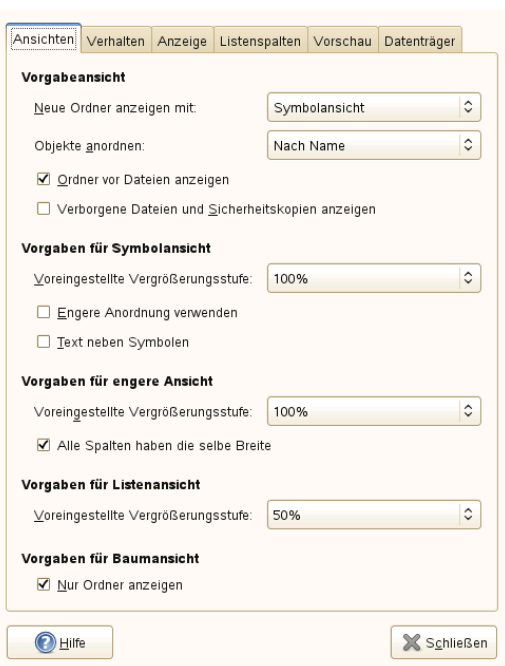 Ansichten Verhalten Anzeige Listenspalten Vorschau Datenträger
Vorgabeansicht
Neue Ordner anzeigen mit: Symbolansicht
Objekte anordnen: Nach Name
Ordner vor Dateien anzeigen
Verborgene Dateien und Sicherheitskopien anzeigen
Vorgaben für Symbolansicht
Voreingestellte Vergrößerungsstufe: 100%
Engere Anordnung verwenden
Text neben Symbolen
Vorgaben für engere Ansicht
Voreingestellte Vergrößerungsstufe: 100%
Alle Spalten haben die selbe Breite
Vorgaben für Listenansicht
Voreingestellte Vergrößerungsstufe: 50%
Vorgaben für Baumansicht
Nur Ordner anzeigen
Hilfe Schließen